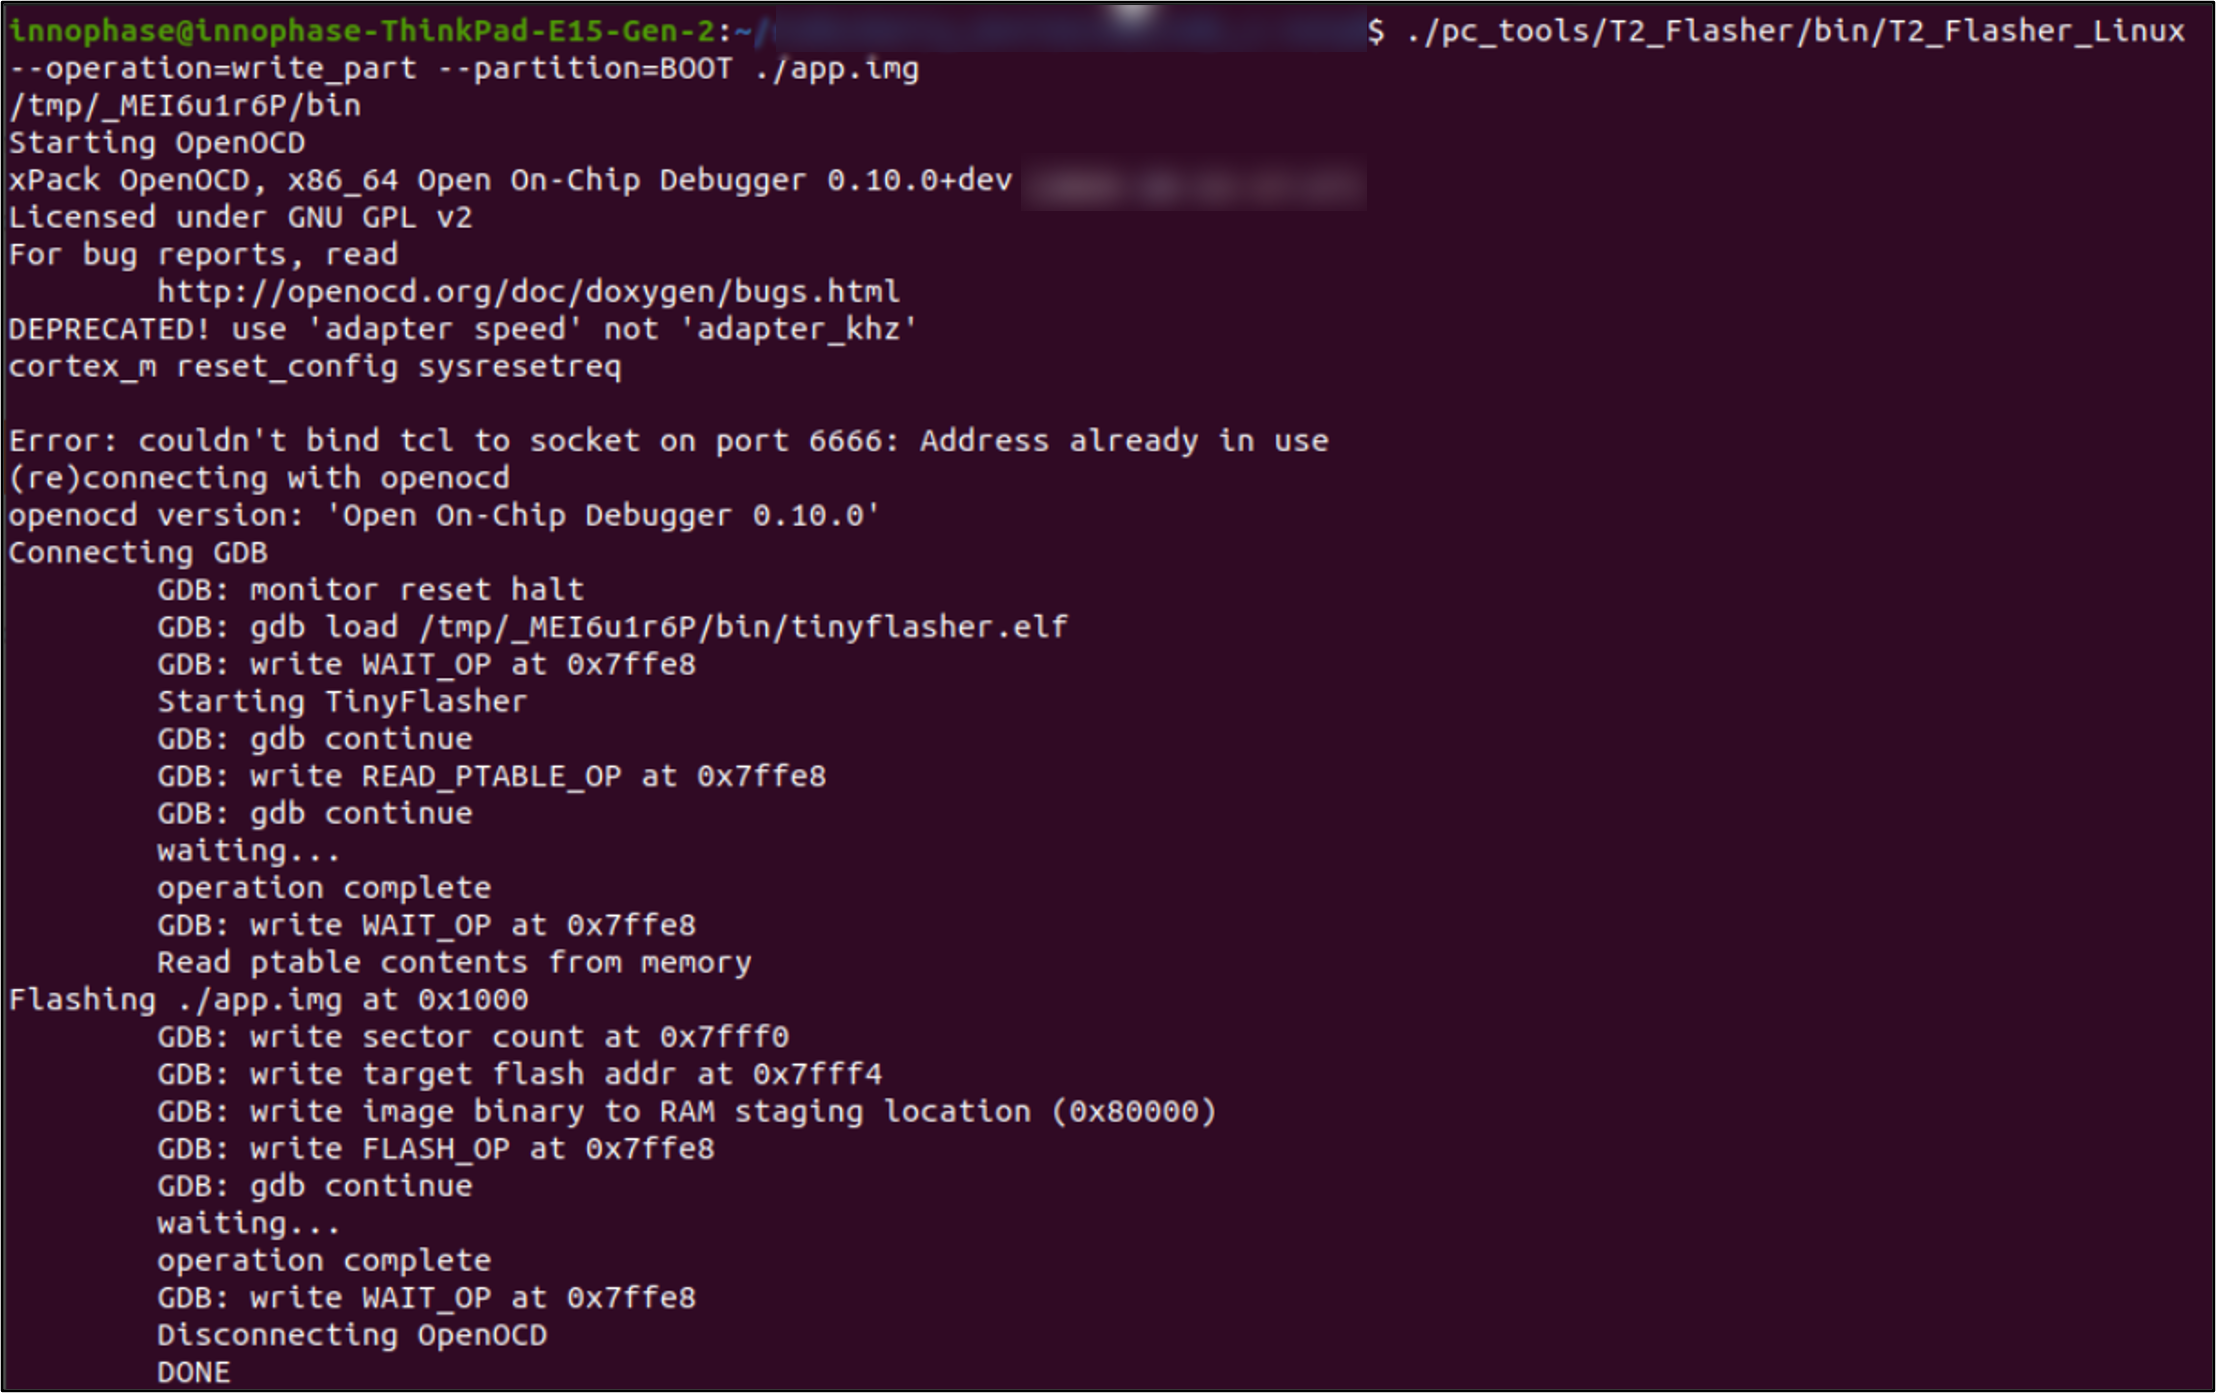 innophase@innophase-ThinkPad-E15-Gen-2:~/ $ ./pc_tools/T2_Flasher/bin/T2_Flasher_Linux
--operation=write_part --partition=BOOT ./app.img
/tmp/_MEI6u1r6P/bin
Starting OpenOCD
xPack OpenOCD, x86_64 Open On-Chip Debugger 0.10.0+dev
Licensed under GNU GPL v2
For bug reports, read
http://openocd.org/doc/doxygen/bugs.html
DEPRECATED! use 'adapter speed' not 'adapter_khz'
cortex_m reset_config sysresetreq
Error: couldn't bind tcl to socket on port 6666: Address already in use
(re)connecting with openocd
openocd version: 'Open On-Chip Debugger 0.10.0'
Connecting GDB
GDB: monitor reset halt
GDB: gdb load /tmp/_MEI6u1r6P/bin/tinyflasher.elf
GDB: write WAIT_OP at 0x7ffe8
Starting TinyFlasher
GDB: gdb continue
GDB: write READ_PTABLE_OP at 0x7ffe8
GDB: gdb continue
waiting...
operation complete
GDB: write WAIT_OP at 0x7ffe8
Read ptable contents from memory
Flashing ./app.img at 0x1000
GDB: write sector count at 0x7fff0
GDB: write target flash addr at 0x7fff4
GDB: write image binary to RAM staging location (0x80000)
GDB: write FLASH_OP at 0x7ffe8
GDB: gdb continue
waiting...
operation complete
GDB: write WAIT_OP at 0x7ffe8
Disconnecting OpenOCD
DONE